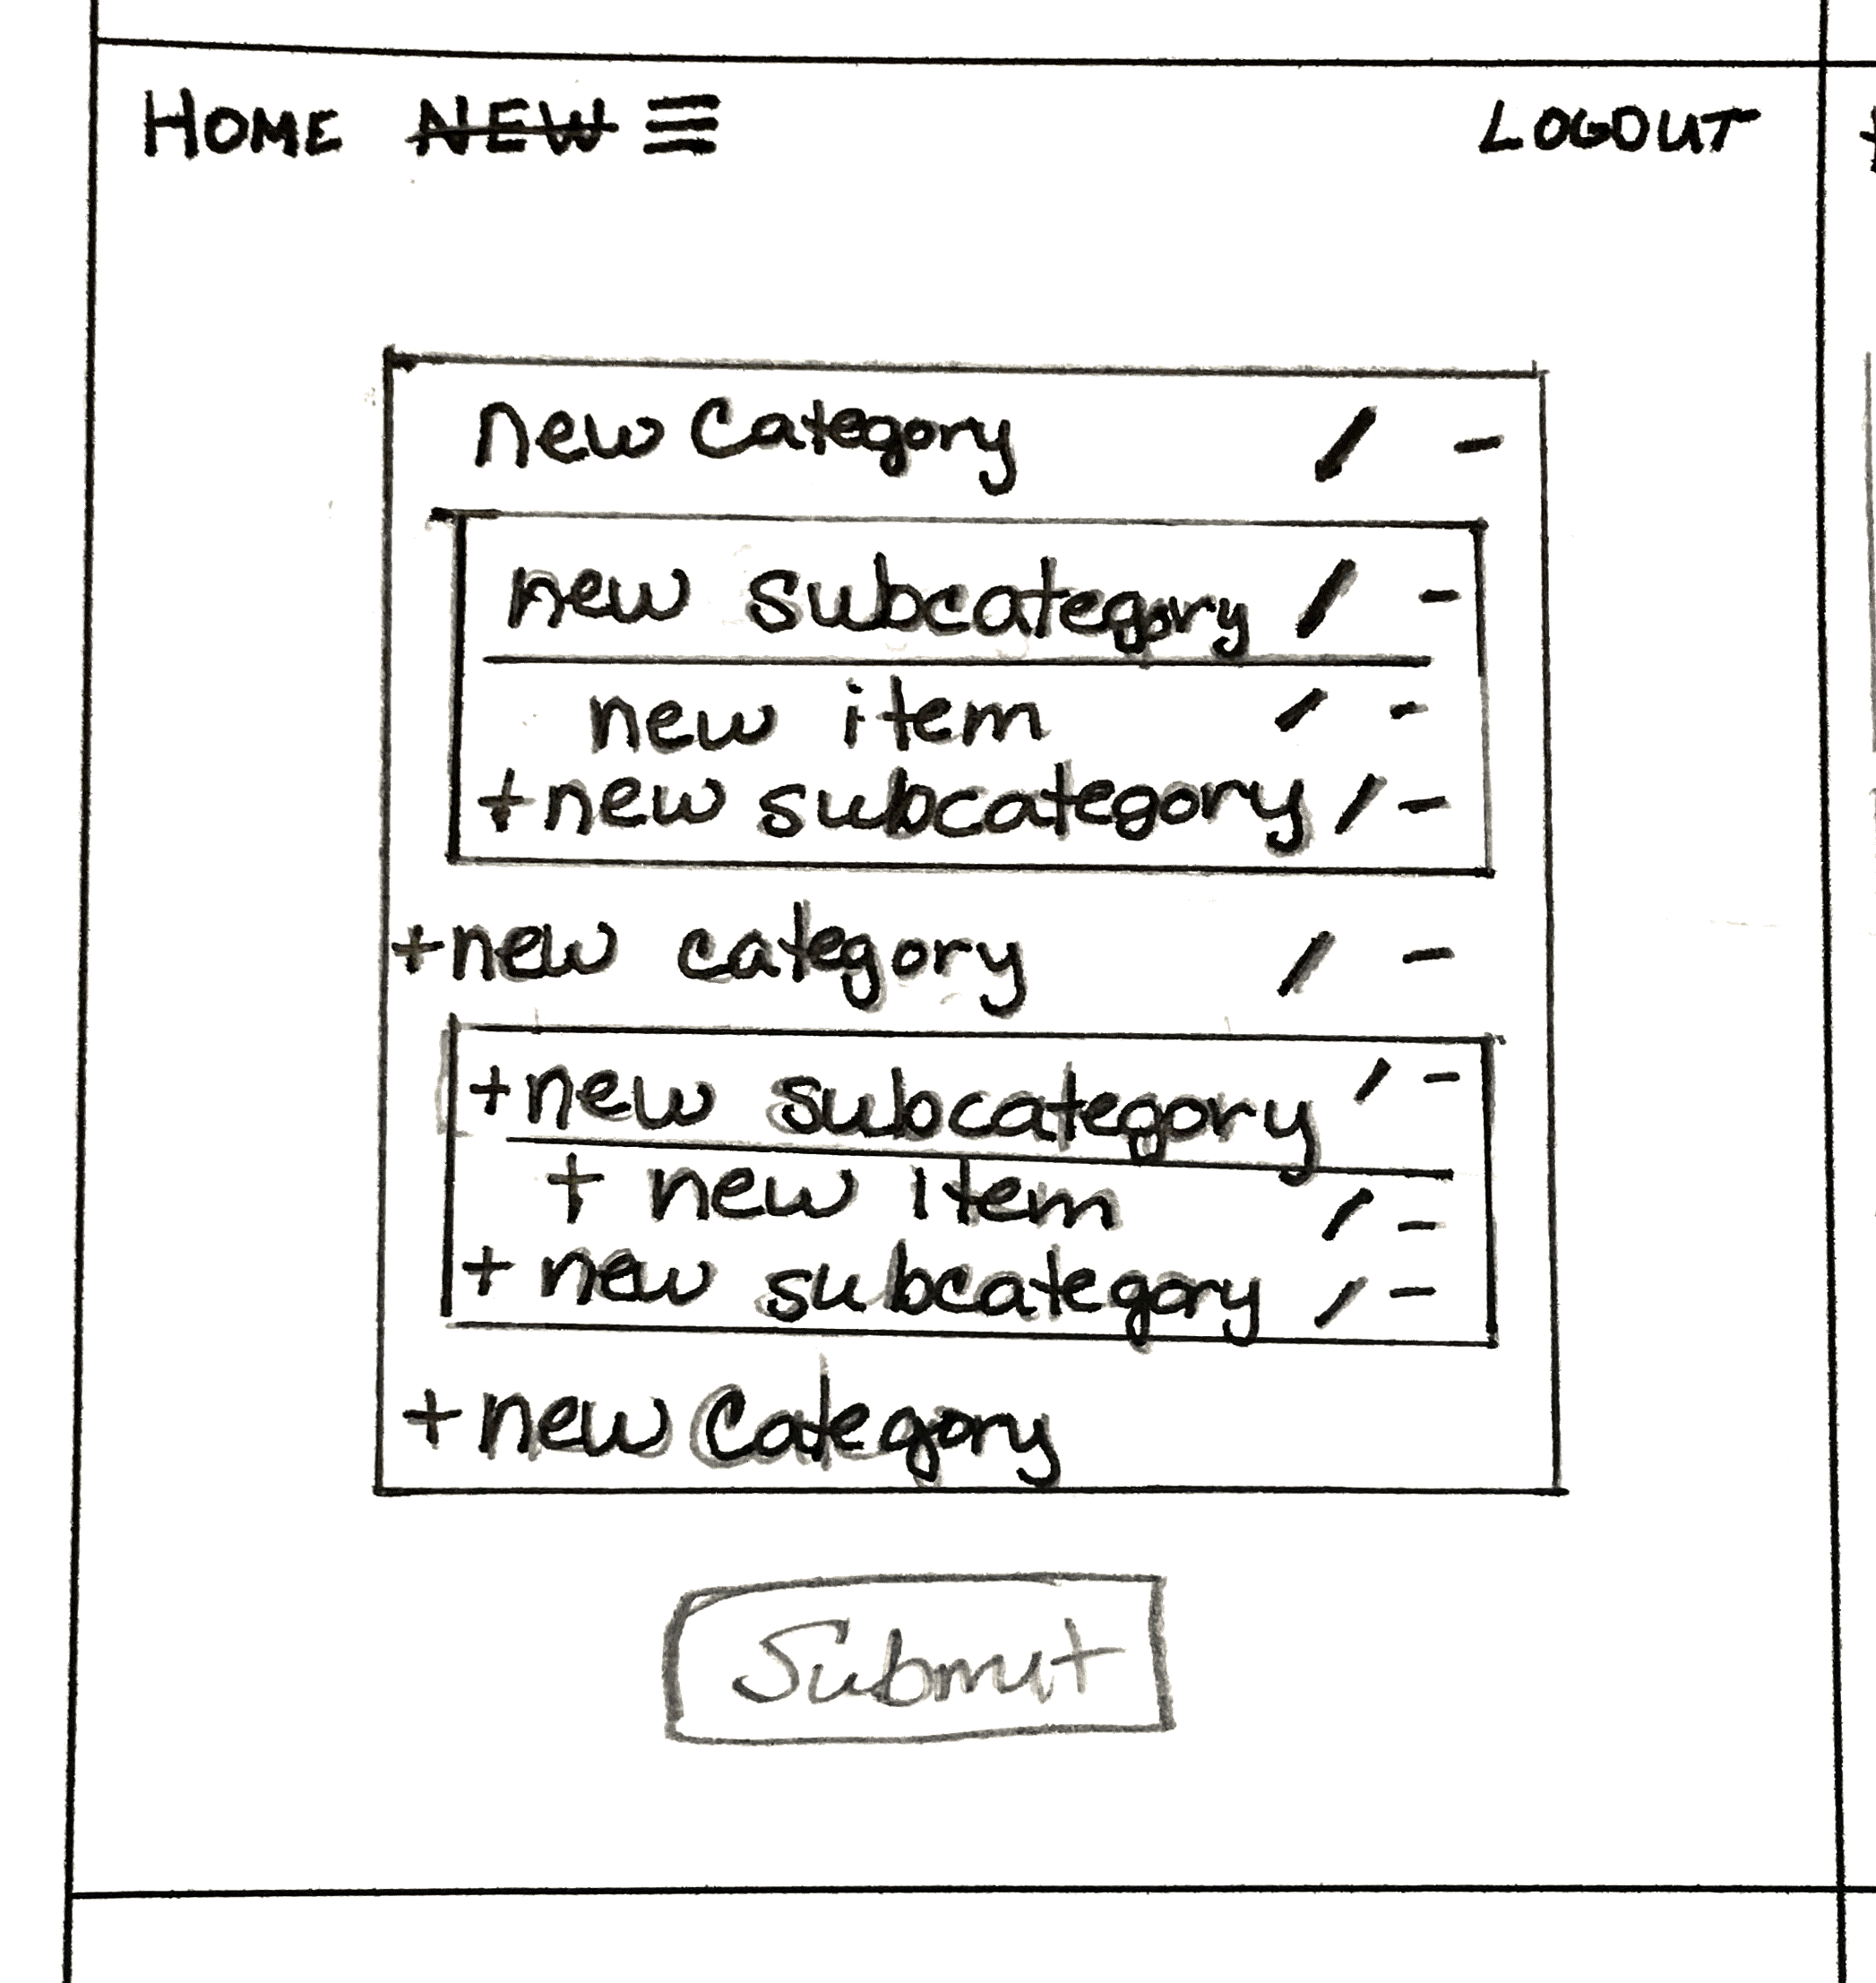 HOME NEW LOGOUT
new Category / -
new subcategory / -
new item / -
+new subcategory / -
+new category / -
+new subcategory / -
+ new item / -
+ new subcategory / -
+new Category
Submit